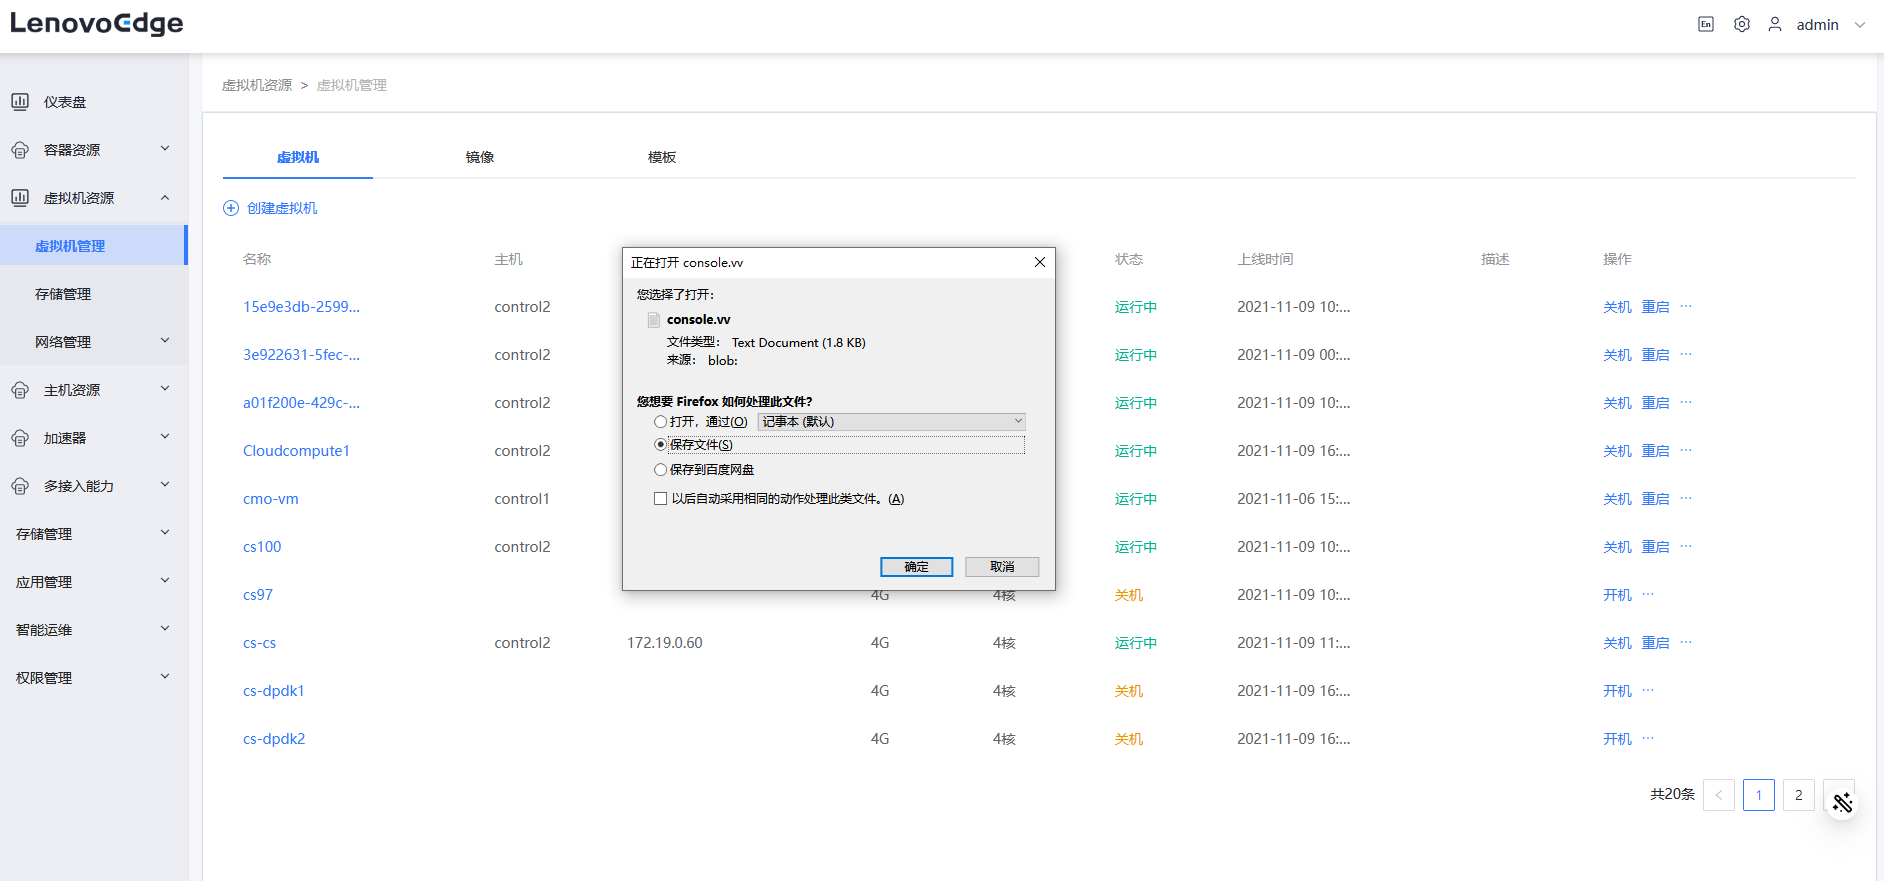 LenovoEdge
En
admin
仪表盘
容器资源
虚拟机资源
虚拟机管理
存储管理
网络管理
主机资源
加速器
多接入能力
存储管理
应用管理
智能运维
权限管理
虚拟机资源 > 虚拟机管理
虚拟机 镜像 模板
创建虚拟机
名称 主机 状态 上线时间 描述 操作
15e9e3db-2599... control2 运行中 2021-11-09 10:... 关机 重启 ···
3e922631-5fec-... control2 运行中 2021-11-09 00:... 关机 重启 ···
a01f200e-429c-... control2 运行中 2021-11-09 10:... 关机 重启 ···
Cloudcompute1 control2 运行中 2021-11-09 16:... 关机 重启 ···
cmo-vm control1 运行中 2021-11-06 15:... 关机 重启 ···
cs100 control2 运行中 2021-11-09 10:... 关机 重启 ···
cs97 4G 4核 关机 2021-11-09 10:... 开机 ···
cs-cs control2 172.19.0.60 4G 4核 运行中 2021-11-09 11:... 关机 重启 ···
cs-dpdk1 4G 4核 关机 2021-11-09 16:... 开机 ···
cs-dpdk2 4G 4核 关机 2021-11-09 16:... 开机 ···
共20条 < 1 2
正在打开 console.vv
您选择了打开：
console.vv
文件类型： Text Document (1.8 KB)
来源： blob:
您想要 Firefox 如何处理此文件?
打开，通过(O) 记事本 (默认)
保存文件(S)
保存到百度网盘
以后自动采用相同的动作处理此类文件。(A)
确定 取消